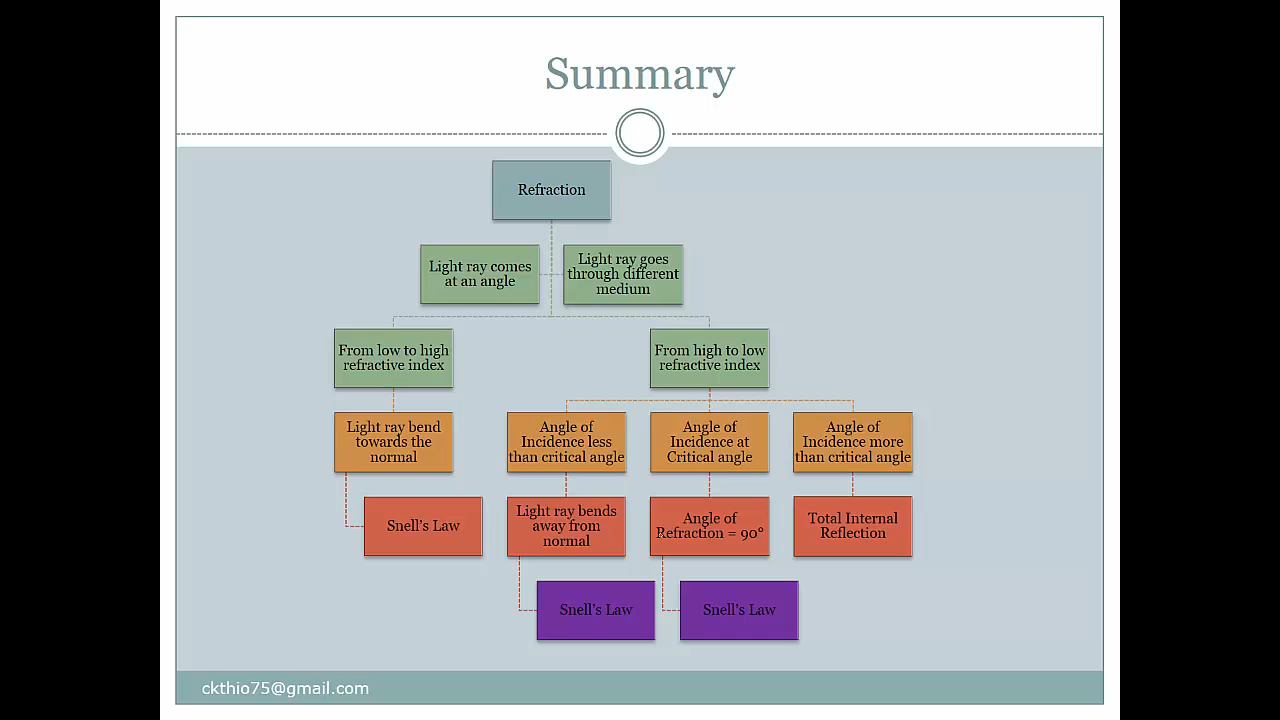 Summary
Refraction
Light ray comes
at an angle
Light ray goes
through different
medium
From low to high
refractive index
From high to low
refractive index
Light ray bend
towards the
normal
Angle of
Incidence less
than critical angle
Angle of
Incidence at
Critical angle
Angle of
Incidence more
than critical angle
Snell's Law
Light ray bends
away from
normal
Angle of
Refraction = 90°
Total Internal
Reflection
Snell's Law
Snell's Law
ckthio75@gmail.com